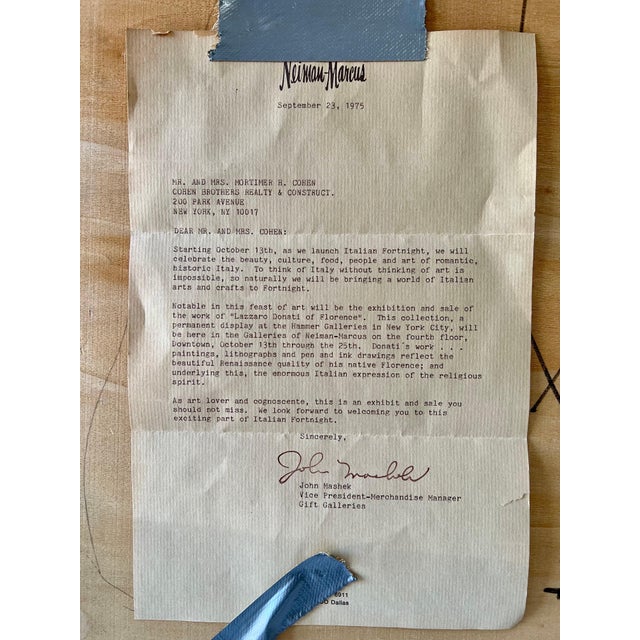 Neiman-Marcus
September 23, 1975
MR. AND MRS. MORTIMER H. COHEN
COHEN BROTHERS REALTY & CONSTRUCT.
200 PARK AVENUE
NEW YORK, NY 10017
DEAR MR. AND MRS. COHEN:
Starting October 13th, as we launch Italian Fortnight, we will
celebrate the beauty, culture, food, people and art of romantic,
historic Italy. To think of Italy without thinking of art is
impossible, so naturally we will be bringing a world of Italian
arts and crafts to Fortnight.
Notable in this feast of art will be the exhibition and sale of
the work of "Lazzaro Donati of Florence". This collection, a
permanent display at the Hammer Galleries in New York City, will
be here in the Galleries of Neiman-Marcus on the fourth floor,
Downtown, October 13th through the 25th. Donati's work . . .
paintings, lithographs and pen and ink drawings reflect the
beautiful Renaissance quality of his native Florence; and
underlying this, the enormous Italian expression of the religious
spirit.
As art lover and cognoscente, this is an exhibit and sale you
should not miss. We look forward to welcoming you to this
exciting part of Italian Fortnight.
Sincerely,
John Mashek
John Mashek
Vice President-Merchandise Manager
Gift Galleries
Dallas